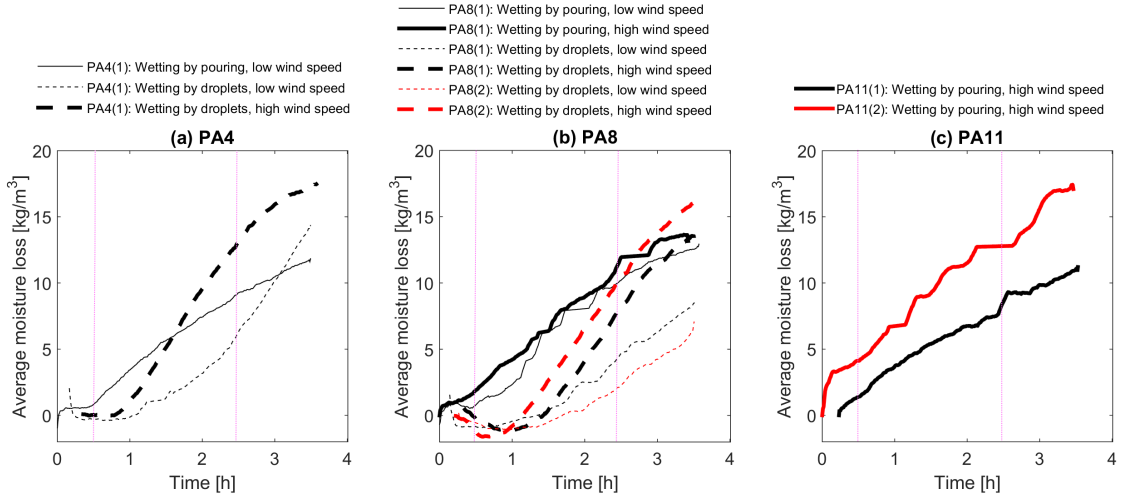 PA4(1): Wetting by pouring, low wind speed
PA4(1): Wetting by droplets, low wind speed
PA4(1): Wetting by droplets, high wind speed
(a) PA4
Average moisture loss [kg/m³]
20
15
10
5
0
0 1 2 3 4
Time [h]
PA8(1): Wetting by pouring, low wind speed
PA8(1): Wetting by pouring, high wind speed
PA8(1): Wetting by droplets, low wind speed
PA8(1): Wetting by droplets, high wind speed
PA8(2): Wetting by droplets, low wind speed
PA8(2): Wetting by droplets, high wind speed
(b) PA8
Average moisture loss [kg/m³]
20
15
10
5
0
0 1 2 3 4
Time [h]
PA11(1): Wetting by pouring, high wind speed
PA11(2): Wetting by pouring, high wind speed
(c) PA11
Average moisture loss [kg/m³]
20
15
10
5
0
0 1 2 3 4
Time [h]